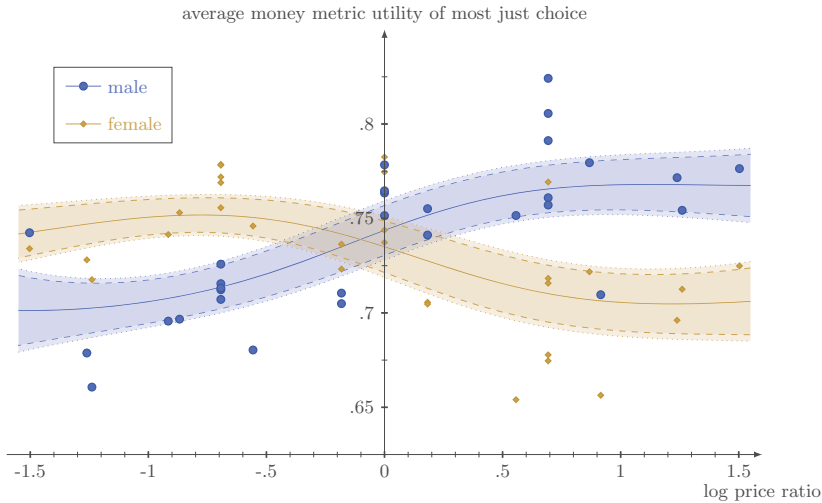 average money metric utility of most just choice
male
female
.8
.75
.7
.65
-1.5 -1 -.5 0 .5 1 1.5
log price ratio